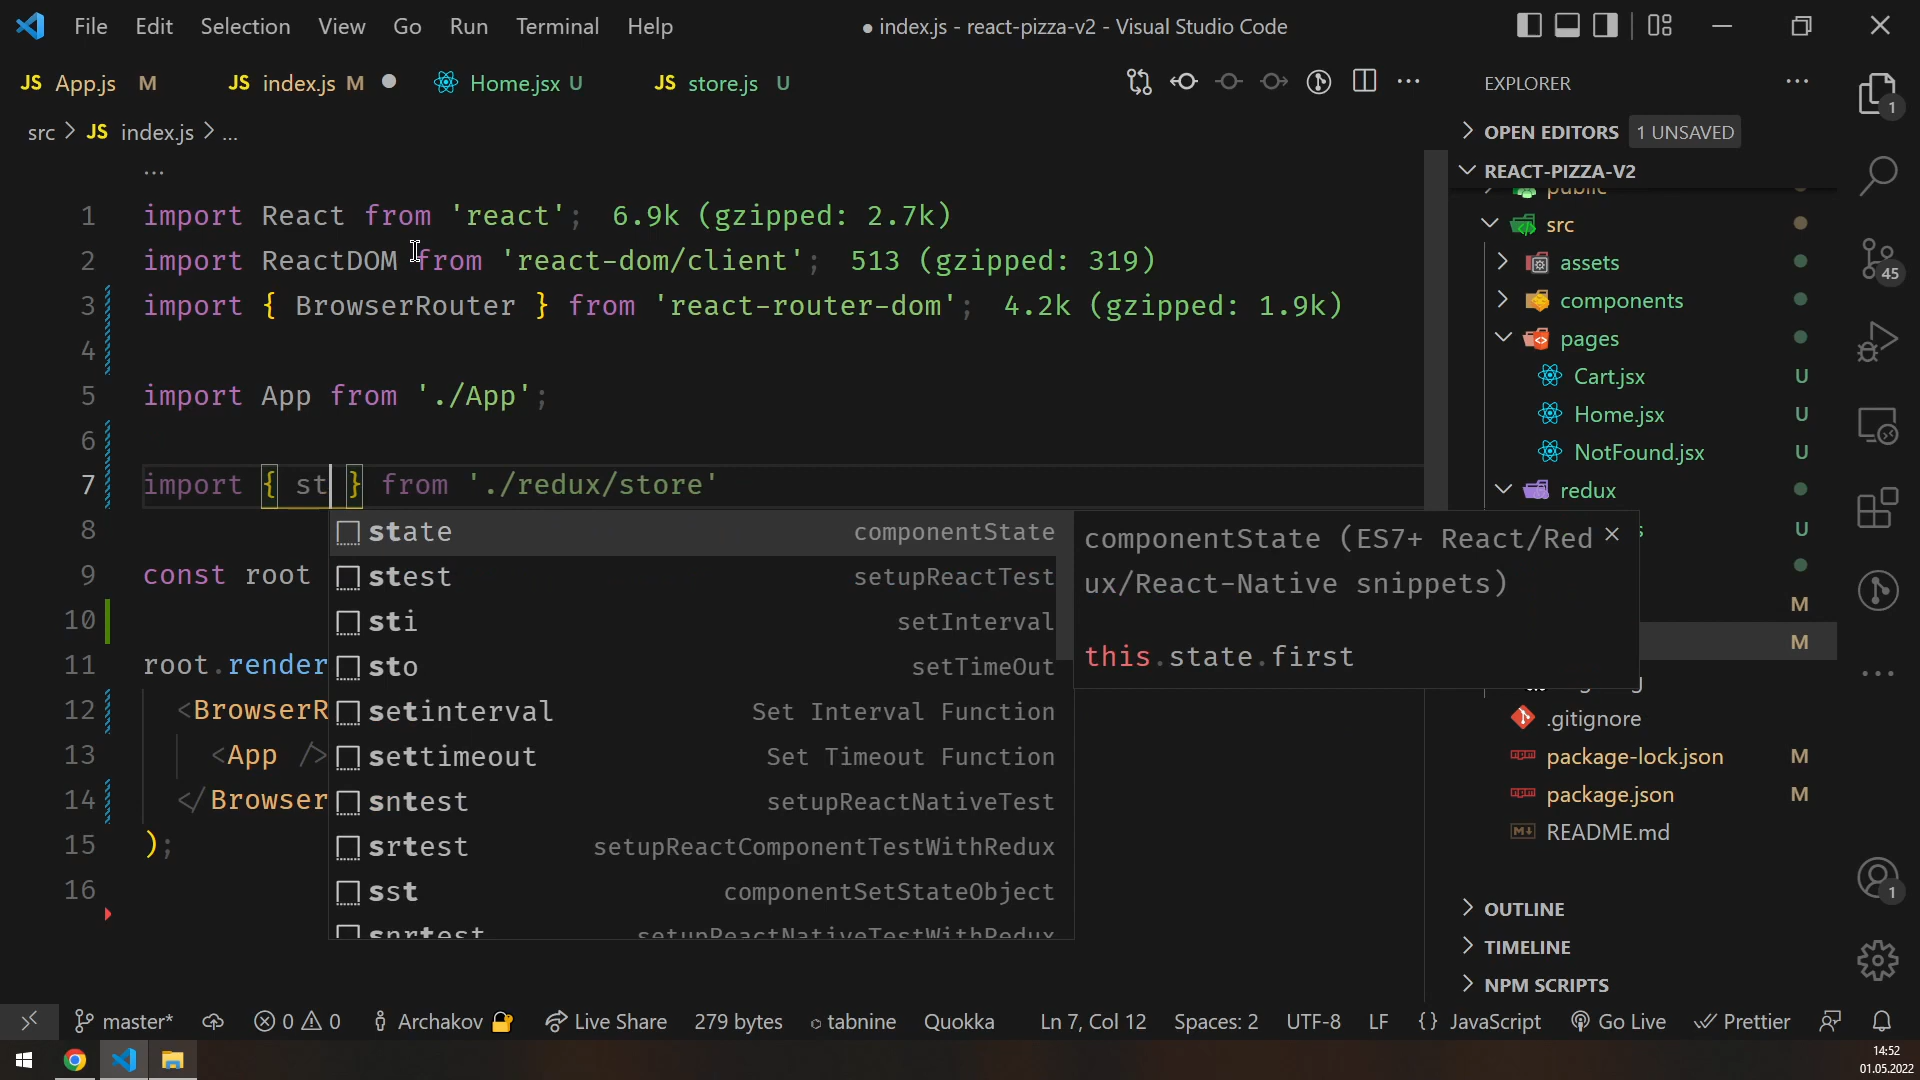 File Edit Selection View Go Run Terminal Help
● index.js - react-pizza-v2 - Visual Studio Code
JS App.js M
JS index.js M
Home.jsx U
JS store.js U
src > JS index.js > ...
...
1 import React from 'react'; 6.9k (gzipped: 2.7k)
2 import ReactDOM from 'react-dom/client'; 513 (gzipped: 319)
3 import { BrowserRouter } from 'react-router-dom'; 4.2k (gzipped: 1.9k)
4
5 import App from './App';
6
7 import { st } from './redux/store'
8
9 const root
10
11 root.render
12 <BrowserR
13 <App />
14 </Browser
15 );
16
state componentState
stest setupReactTest
sti setInterval
sto setTimeOut
setinterval Set Interval Function
settimeout Set Timeout Function
sntest setupReactNativeTest
srtest setupReactComponentTestWithRedux
sst componentSetStateObject
snrtest setupReactNativeTestWithRedux
componentState (ES7+ React/Red
ux/React-Native snippets)
this.state.first
EXPLORER
OPEN EDITORS 1 UNSAVED
REACT-PIZZA-V2
public
src
assets
components
pages
Cart.jsx U
Home.jsx U
NotFound.jsx U
redux
U
M
M
.gitignore
package-lock.json M
package.json M
README.md
OUTLINE
TIMELINE
NPM SCRIPTS
1
45
1
master* 0 0 Archakov Live Share 279 bytes tabnine Quokka Ln 7, Col 12 Spaces: 2 UTF-8 LF {} JavaScript Go Live Prettier
14:52
01.05.2022